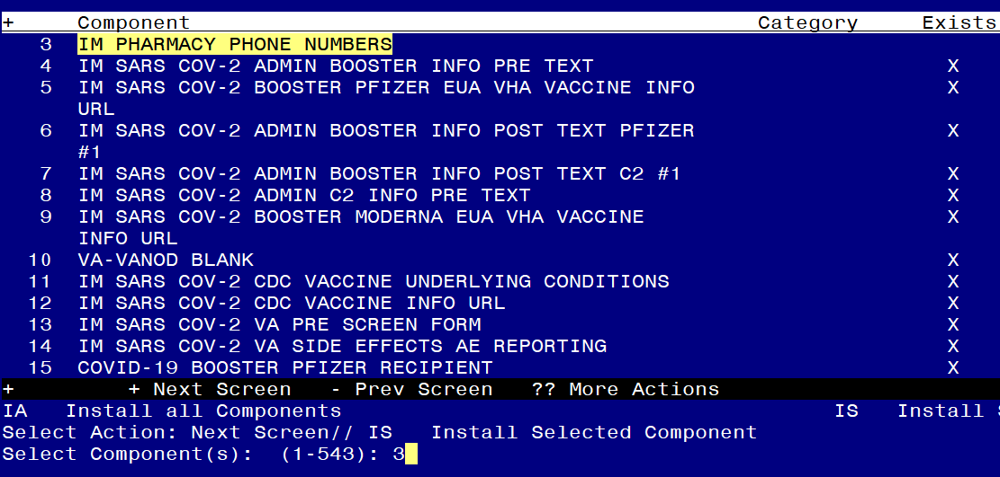 + Component Category Exists
3 IM PHARMACY PHONE NUMBERS
4 IM SARS COV-2 ADMIN BOOSTER INFO PRE TEXT X
5 IM SARS COV-2 BOOSTER PFIZER EUA VHA VACCINE INFO X
URL
6 IM SARS COV-2 ADMIN BOOSTER INFO POST TEXT PFIZER X
#1
7 IM SARS COV-2 ADMIN BOOSTER INFO POST TEXT C2 #1 X
8 IM SARS COV-2 ADMIN C2 INFO PRE TEXT X
9 IM SARS COV-2 BOOSTER MODERNA EUA VHA VACCINE X
INFO URL
10 VA-VANOD BLANK X
11 IM SARS COV-2 CDC VACCINE UNDERLYING CONDITIONS X
12 IM SARS COV-2 CDC VACCINE INFO URL X
13 IM SARS COV-2 VA PRE SCREEN FORM X
14 IM SARS COV-2 VA SIDE EFFECTS AE REPORTING X
15 COVID-19 BOOSTER PFIZER RECIPIENT X
+ + Next Screen - Prev Screen ?? More Actions
IA Install all Components IS Install
Select Action: Next Screen// IS Install Selected Component
Select Component(s): (1-543): 3